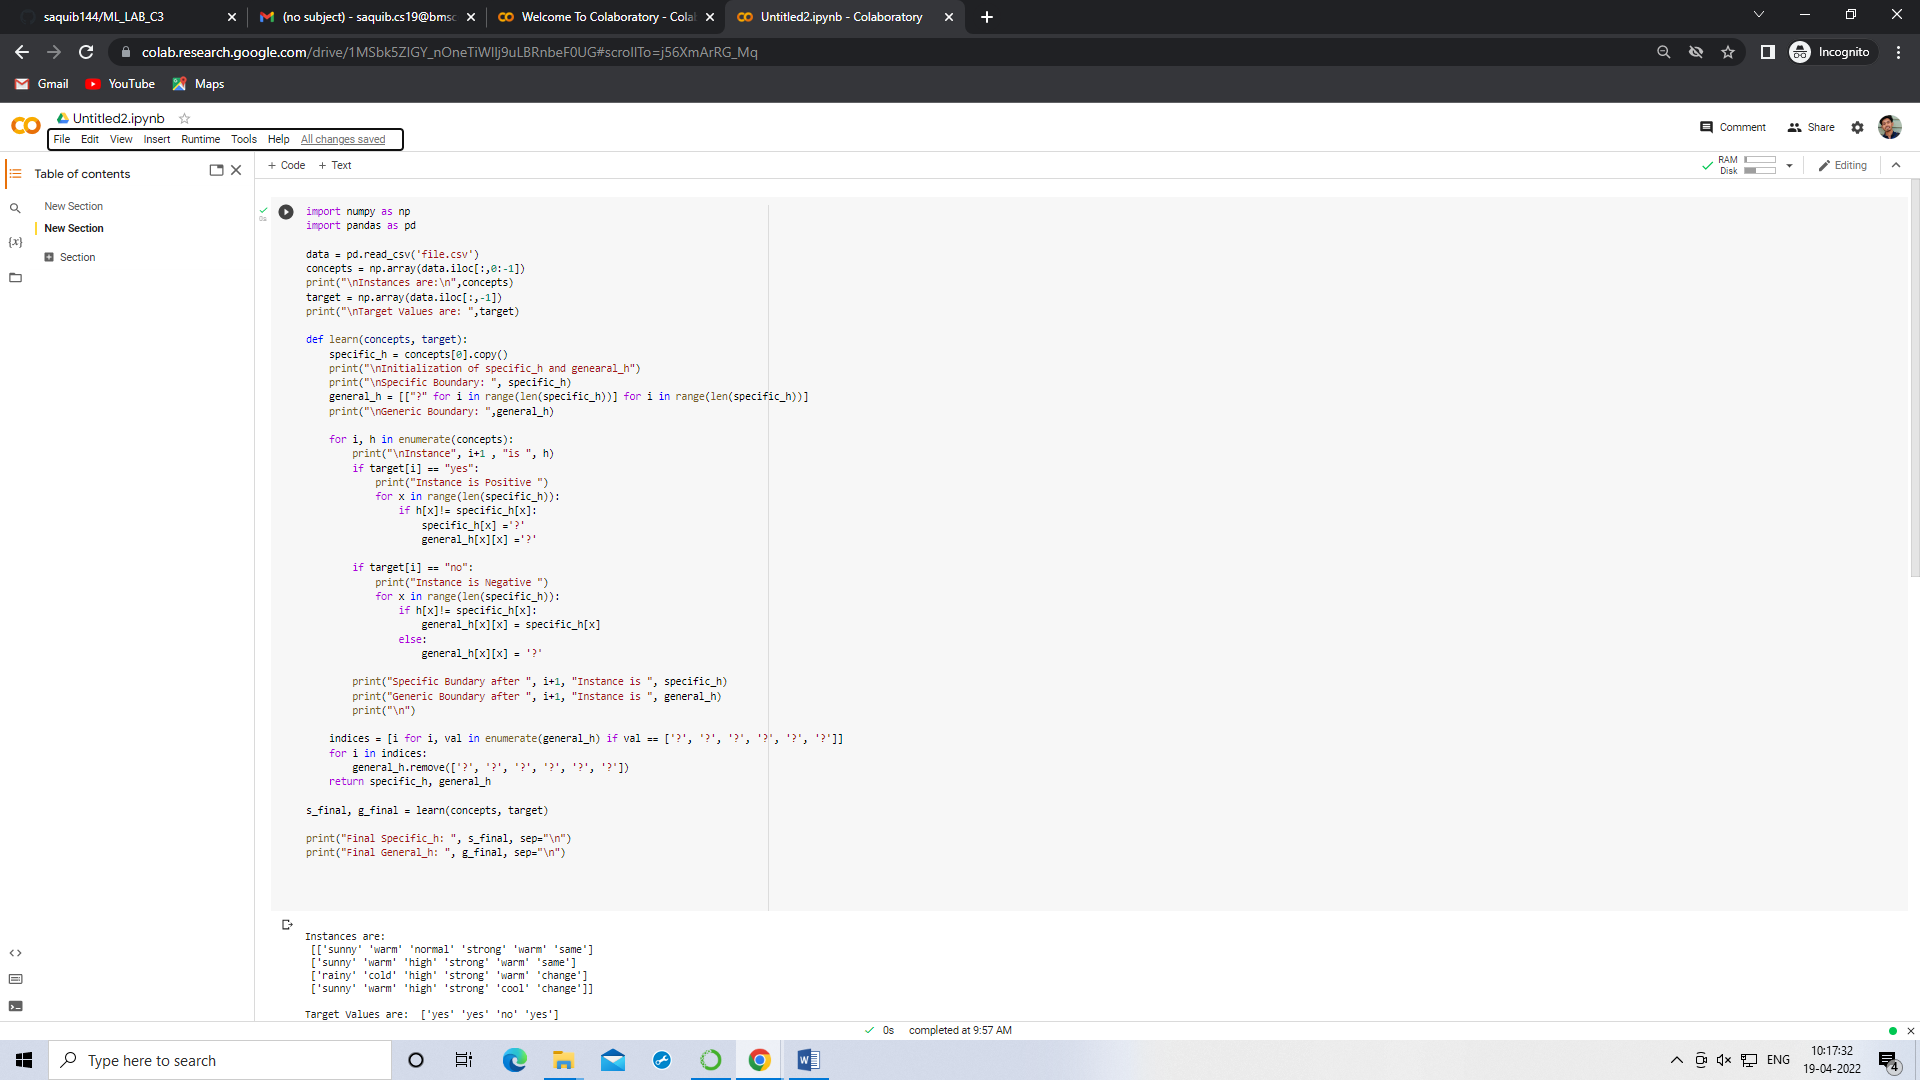 saquib144/ML_LAB_C3
(no subject) - saquib.cs19@bmsc
Welcome To Colaboratory - Cola
Untitled2.ipynb - Colaboratory
colab.research.google.com/drive/1MSbk5ZIGY_nOneTiWIIj9uLBRnbeF0UG#scrollTo=j56XmArRG_Mq
Incognito
Gmail
YouTube
Maps
Untitled2.ipynb
File Edit View Insert Runtime Tools Help All changes saved
Comment
Share
Table of contents
+ Code + Text
RAM
Disk
Editing
New Section
New Section
Section
{x}
0s
import numpy as np
import pandas as pd
data = pd.read_csv('file.csv')
concepts = np.array(data.iloc[:,0:-1])
print("\nInstances are:\n",concepts)
target = np.array(data.iloc[:,-1])
print("\nTarget Values are: ",target)
def learn(concepts, target):
    specific_h = concepts[0].copy()
    print("\nInitialization of specific_h and genearal_h")
    print("\nSpecific Boundary: ", specific_h)
    general_h = [["?" for i in range(len(specific_h))] for i in range(len(specific_h))]
    print("\nGeneric Boundary: ",general_h)
    for i, h in enumerate(concepts):
        print("\nInstance", i+1 , "is ", h)
        if target[i] == "yes":
            print("Instance is Positive ")
            for x in range(len(specific_h)):
                if h[x]!= specific_h[x]:
                    specific_h[x] ='?'
                    general_h[x][x] ='?'
        if target[i] == "no":
            print("Instance is Negative ")
            for x in range(len(specific_h)):
                if h[x]!= specific_h[x]:
                    general_h[x][x] = specific_h[x]
                else:
                    general_h[x][x] = '?'
        print("Specific Bundary after ", i+1, "Instance is ", specific_h)
        print("Generic Boundary after ", i+1, "Instance is ", general_h)
        print("\n")
    indices = [i for i, val in enumerate(general_h) if val == ['?', '?', '?', '?', '?', '?']]
    for i in indices:
        general_h.remove(['?', '?', '?', '?', '?', '?'])
    return specific_h, general_h
s_final, g_final = learn(concepts, target)
print("Final Specific_h: ", s_final, sep="\n")
print("Final General_h: ", g_final, sep="\n")
Instances are:
[['sunny' 'warm' 'normal' 'strong' 'warm' 'same']
['sunny' 'warm' 'high' 'strong' 'warm' 'same']
['rainy' 'cold' 'high' 'strong' 'warm' 'change']
['sunny' 'warm' 'high' 'strong' 'cool' 'change']]
Target Values are:  ['yes' 'yes' 'no' 'yes']
0s completed at 9:57 AM
Type here to search
ENG
10:17:32
19-04-2022
4